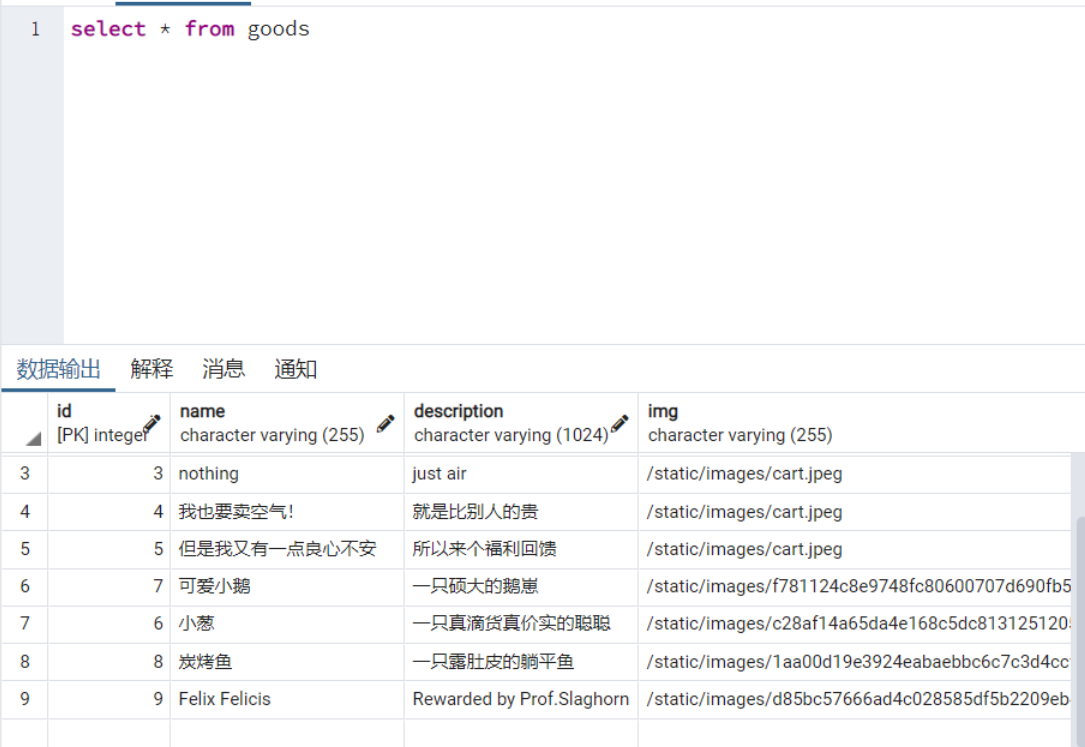 1 select * from goods
数据输出 解释 消息 通知
id name description img
[PK] integer character varying (255) character varying (1024) character varying (255)
3 3 nothing just air /static/images/cart.jpeg
4 4 我也要卖空气! 就是比别人的贵 /static/images/cart.jpeg
5 5 但是我又有一点良心不安 所以来个福利回馈 /static/images/cart.jpeg
6 7 可爱小鹅 一只硕大的鹅崽 /static/images/f781124c8e9748fc80600707d690fb5
7 6 小葱 一只真滴货真价实的聪聪 /static/images/c28af14a65da4e168c5dc8131251205
8 8 炭烤鱼 一只露肚皮的躺平鱼 /static/images/1aa00d19e3924eabaebbc6c7c3d4cc
9 9 Felix Felicis Rewarded by Prof.Slaghorn /static/images/d85bc57666ad4c028585df5b2209eb